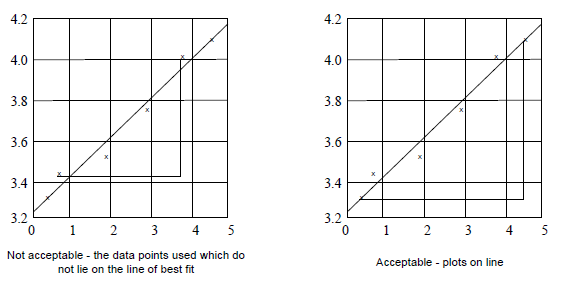 4.2
4.0
3.8
3.6
3.4
3.2
0 1 2 3 4 5
Not acceptable - the data points used which do
not lie on the line of best fit
4.2
4.0
3.8
3.6
3.4
3.2
0 1 2 3 4 5
Acceptable - plots on line